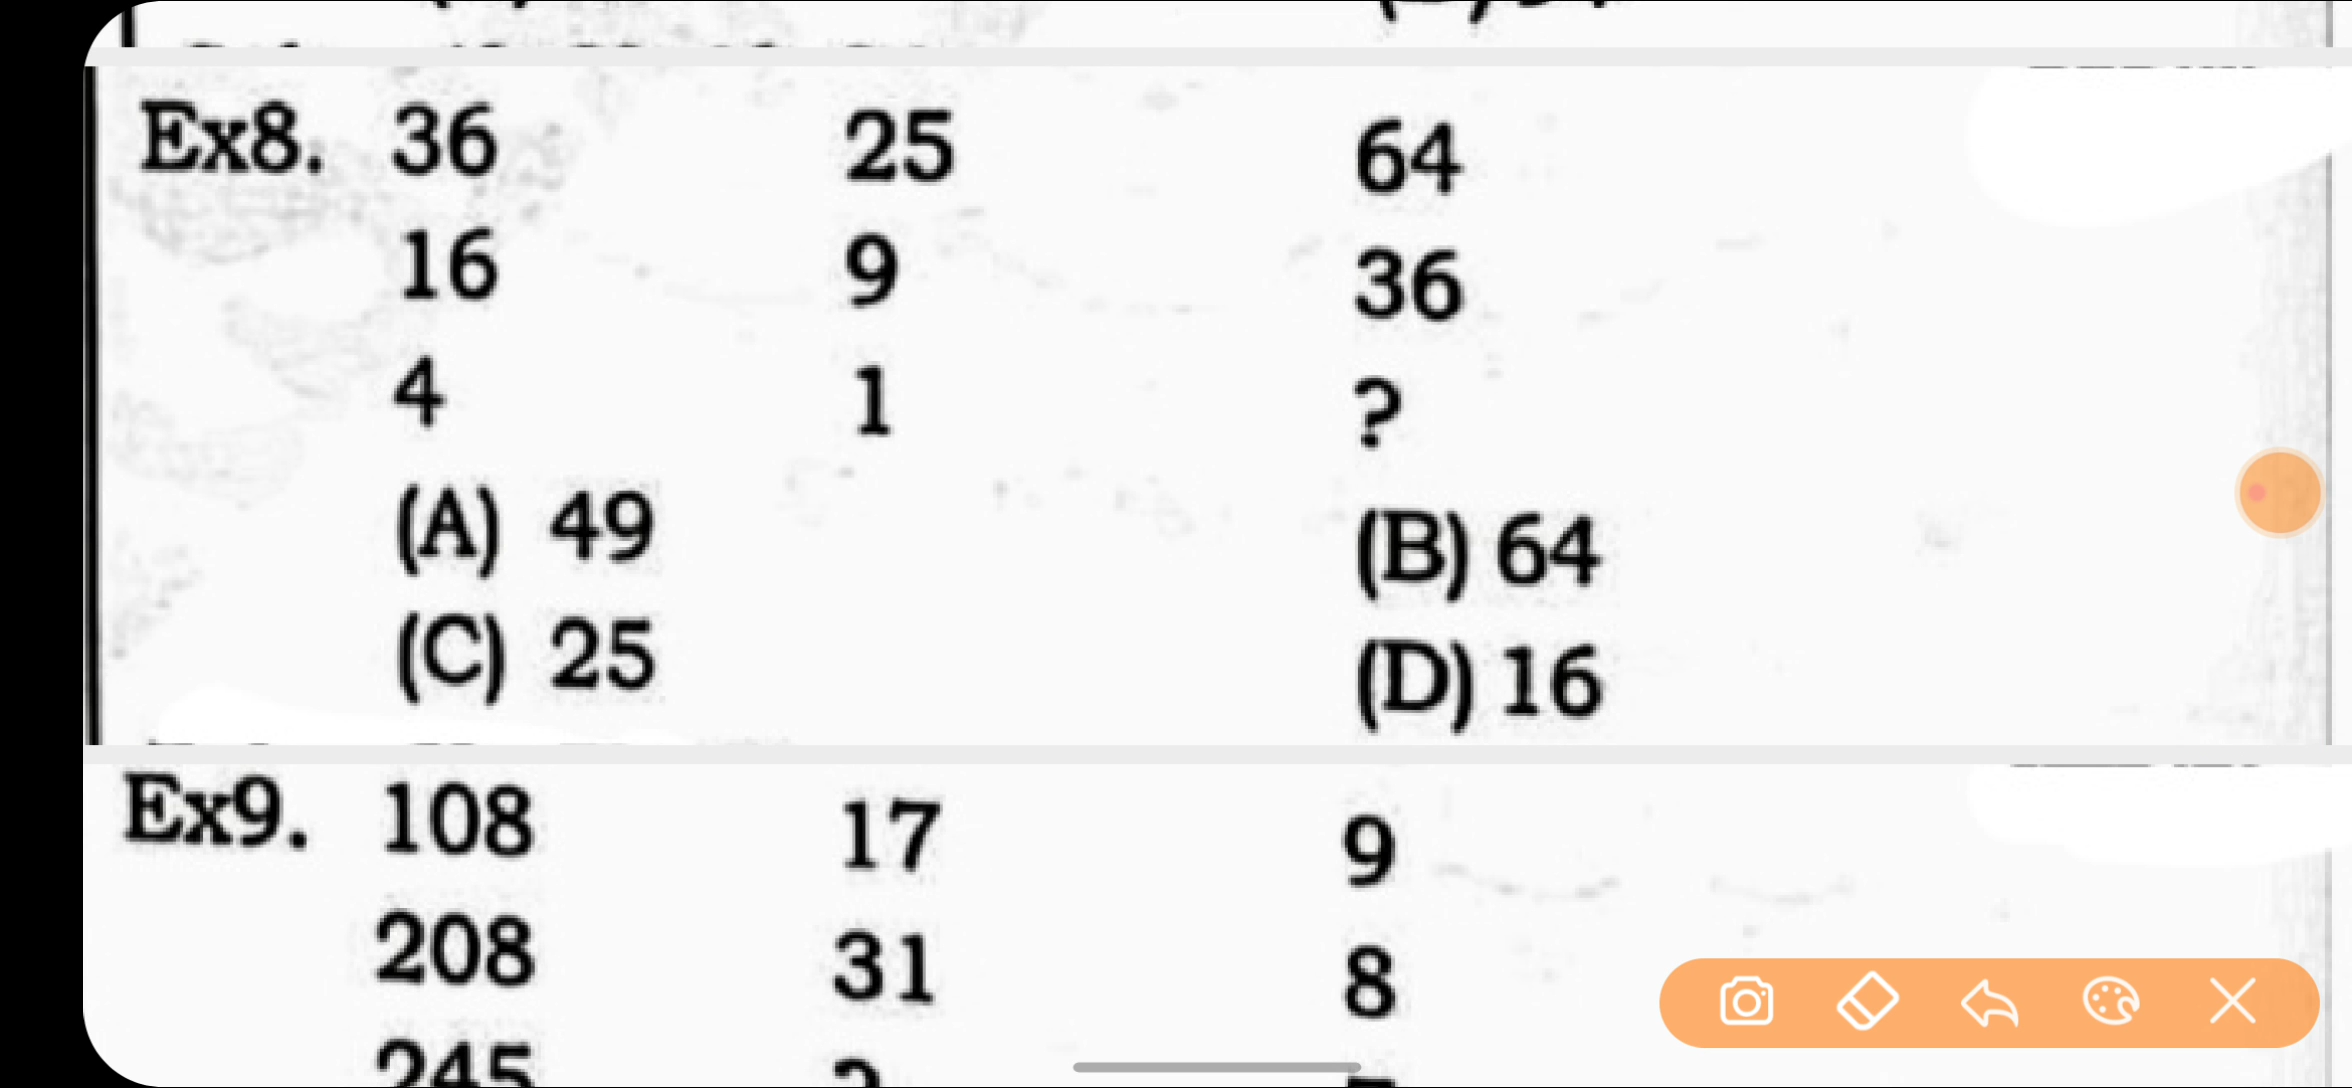 Ex8. 36 25 64
16 9 36
4 1 ?
(A) 49 (B) 64
(C) 25 (D) 16
Ex9. 108 17 9
208 31 8
245